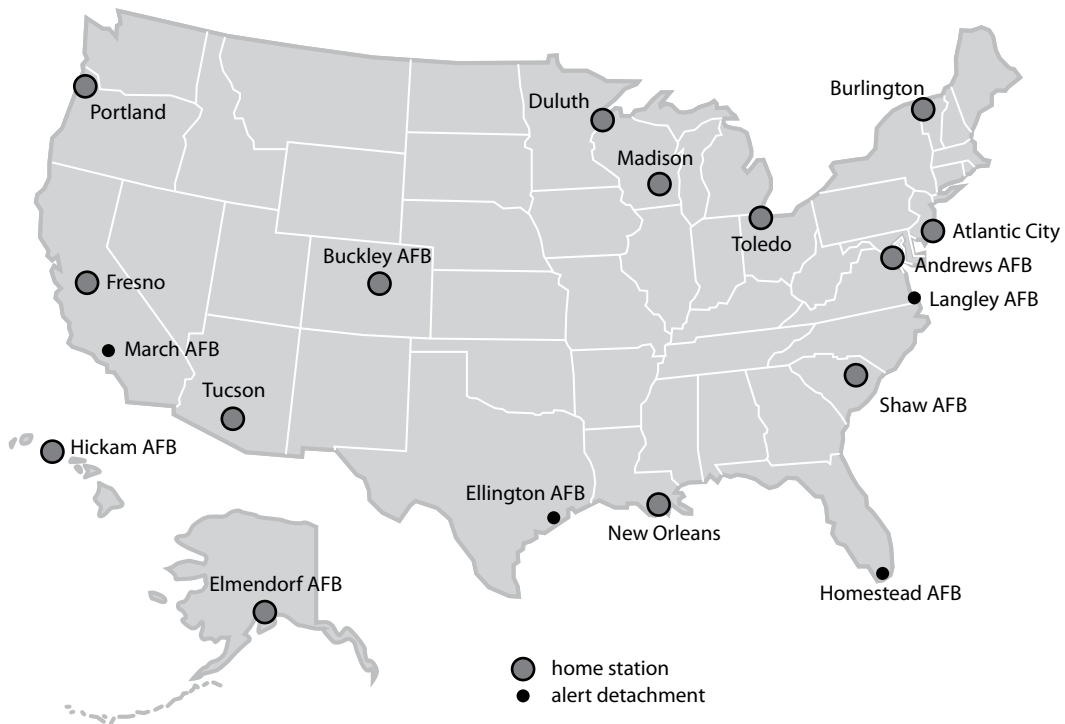 Burlington
Duluth
Portland
Madison
Atlantic City
Toledo
Buckley AFB
Andrews AFB
Fresno
Langley AFB
March AFB
Tucson
Shaw AFB
Hickam AFB
Ellington AFB
New Orleans
Elmendorf AFB
Homestead AFB
home station
alert detachment